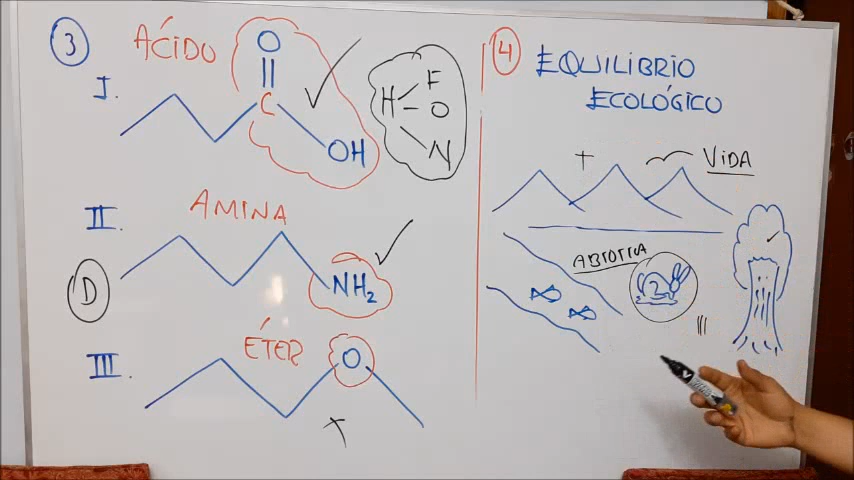 3 ÁCIDO
I.
O
C
OH
H F
O
N
II
AMINA
NH2
D
III.
ÉTER
O
4 EQUILIBRIO
ECOLÓGICO
VIDA
ABIOTICA